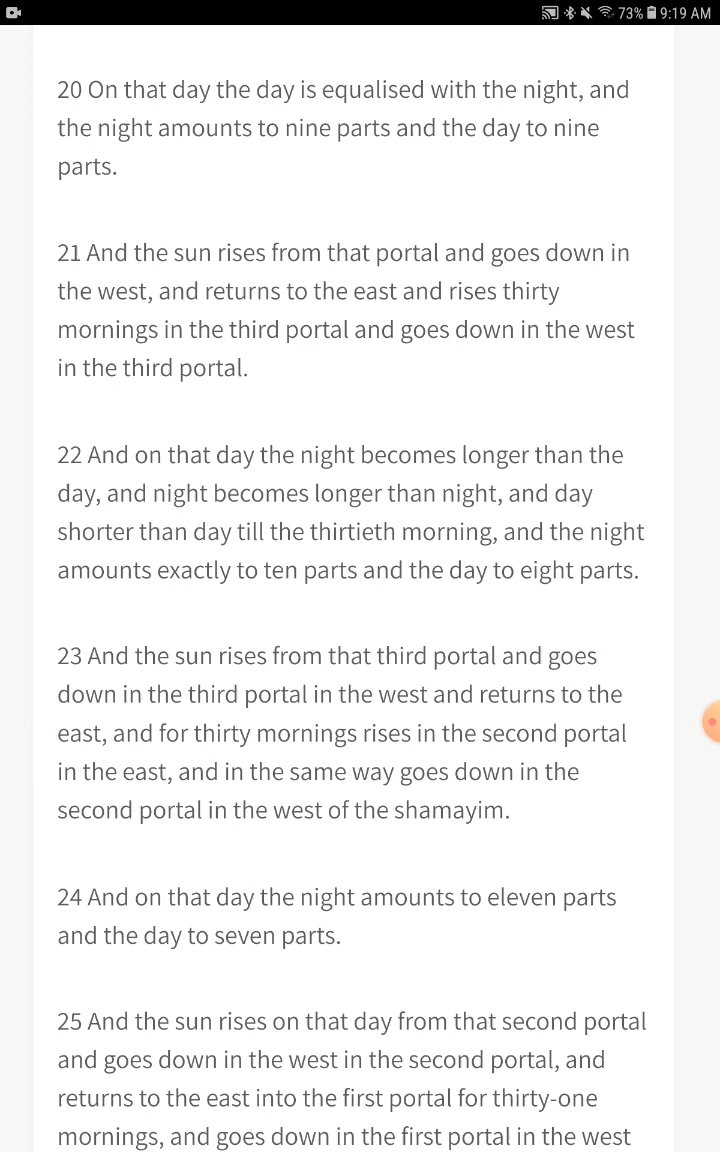 73% 9:19 AM
20 On that day the day is equalised with the night, and
the night amounts to nine parts and the day to nine
parts.
21 And the sun rises from that portal and goes down in
the west, and returns to the east and rises thirty
mornings in the third portal and goes down in the west
in the third portal.
22 And on that day the night becomes longer than the
day, and night becomes longer than night, and day
shorter than day till the thirtieth morning, and the night
amounts exactly to ten parts and the day to eight parts.
23 And the sun rises from that third portal and goes
down in the third portal in the west and returns to the
east, and for thirty mornings rises in the second portal
in the east, and in the same way goes down in the
second portal in the west of the shamayim.
24 And on that day the night amounts to eleven parts
and the day to seven parts.
25 And the sun rises on that day from that second portal
and goes down in the west in the second portal, and
returns to the east into the first portal for thirty-one
mornings, and goes down in the first portal in the west